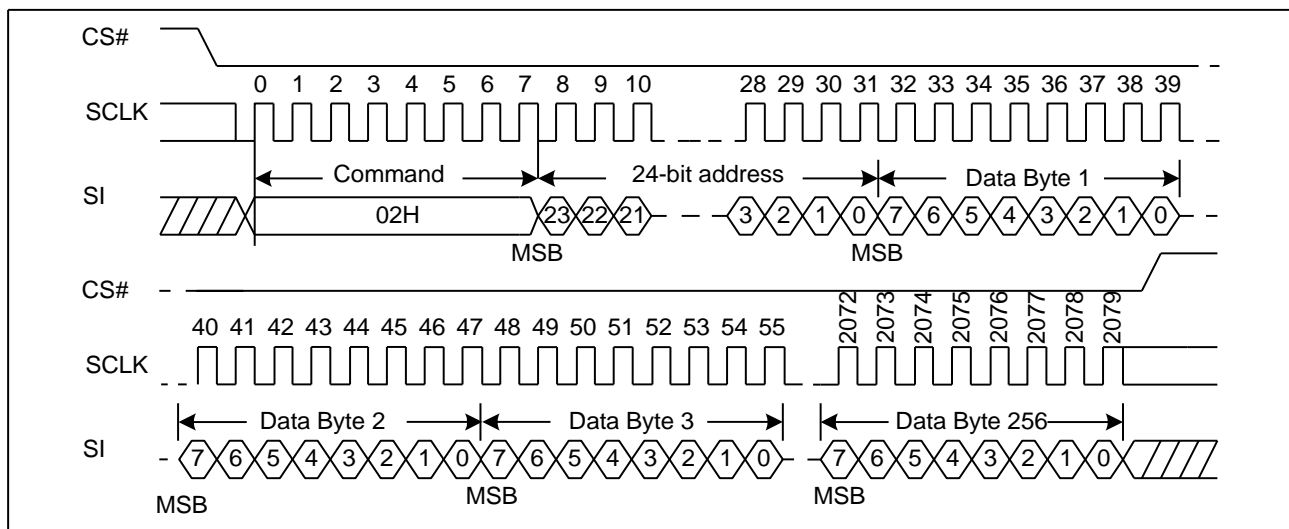 CS#
0 1 2 3 4 5 6 7 8 9 10 28 29 30 31 32 33 34 35 36 37 38 39
SCLK
Command 24-bit address Data Byte 1
SI
02H 23 22 21 3 2 1 0 7 6 5 4 3 2 1 0
MSB MSB
CS#
40 41 42 43 44 45 46 47 48 49 50 51 52 53 54 55 2072 2073 2074 2075 2076 2077 2078 2079
SCLK
Data Byte 2 Data Byte 3 Data Byte 256
SI
7 6 5 4 3 2 1 0 7 6 5 4 3 2 1 0 7 6 5 4 3 2 1 0
MSB MSB MSB